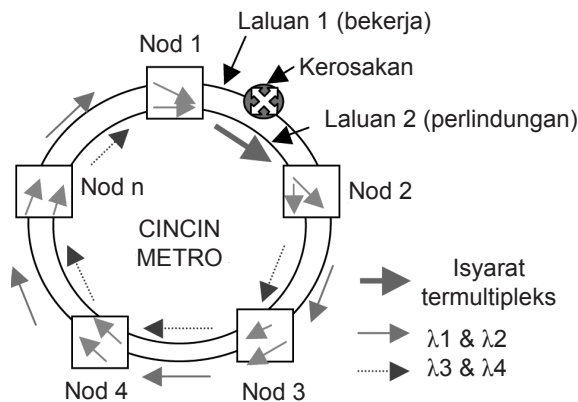 Laluan 1 (bekerja)
Nod 1
Kerosakan
Laluan 2 (perlindungan)
Nod n
Nod 2
CINCIN
METRO
Isyarat
termultipleks
λ1 & λ2
λ3 & λ4
Nod 4
Nod 3